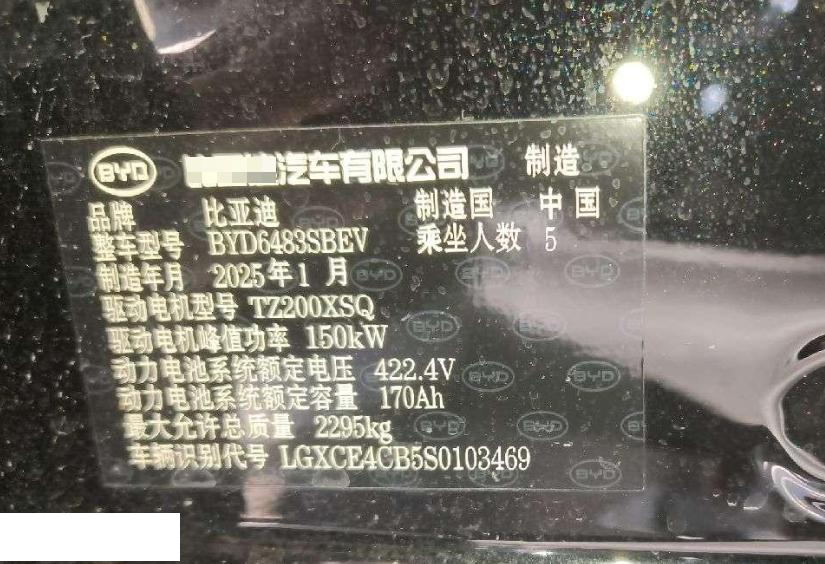 BYD 汽车有限公司 制造
品牌 比亚迪 制造国 中国
整车型号 BYD6483SBEV 乘坐人数 5
制造年月 2025年1月
驱动电机型号 TZ200XSQ
驱动电机峰值功率 150kW
动力电池系统额定电压 422.4V
动力电池系统额定容量 170Ah
最大允许总质量 2295kg
车辆识别代号 LGXCE4CB5S0103469